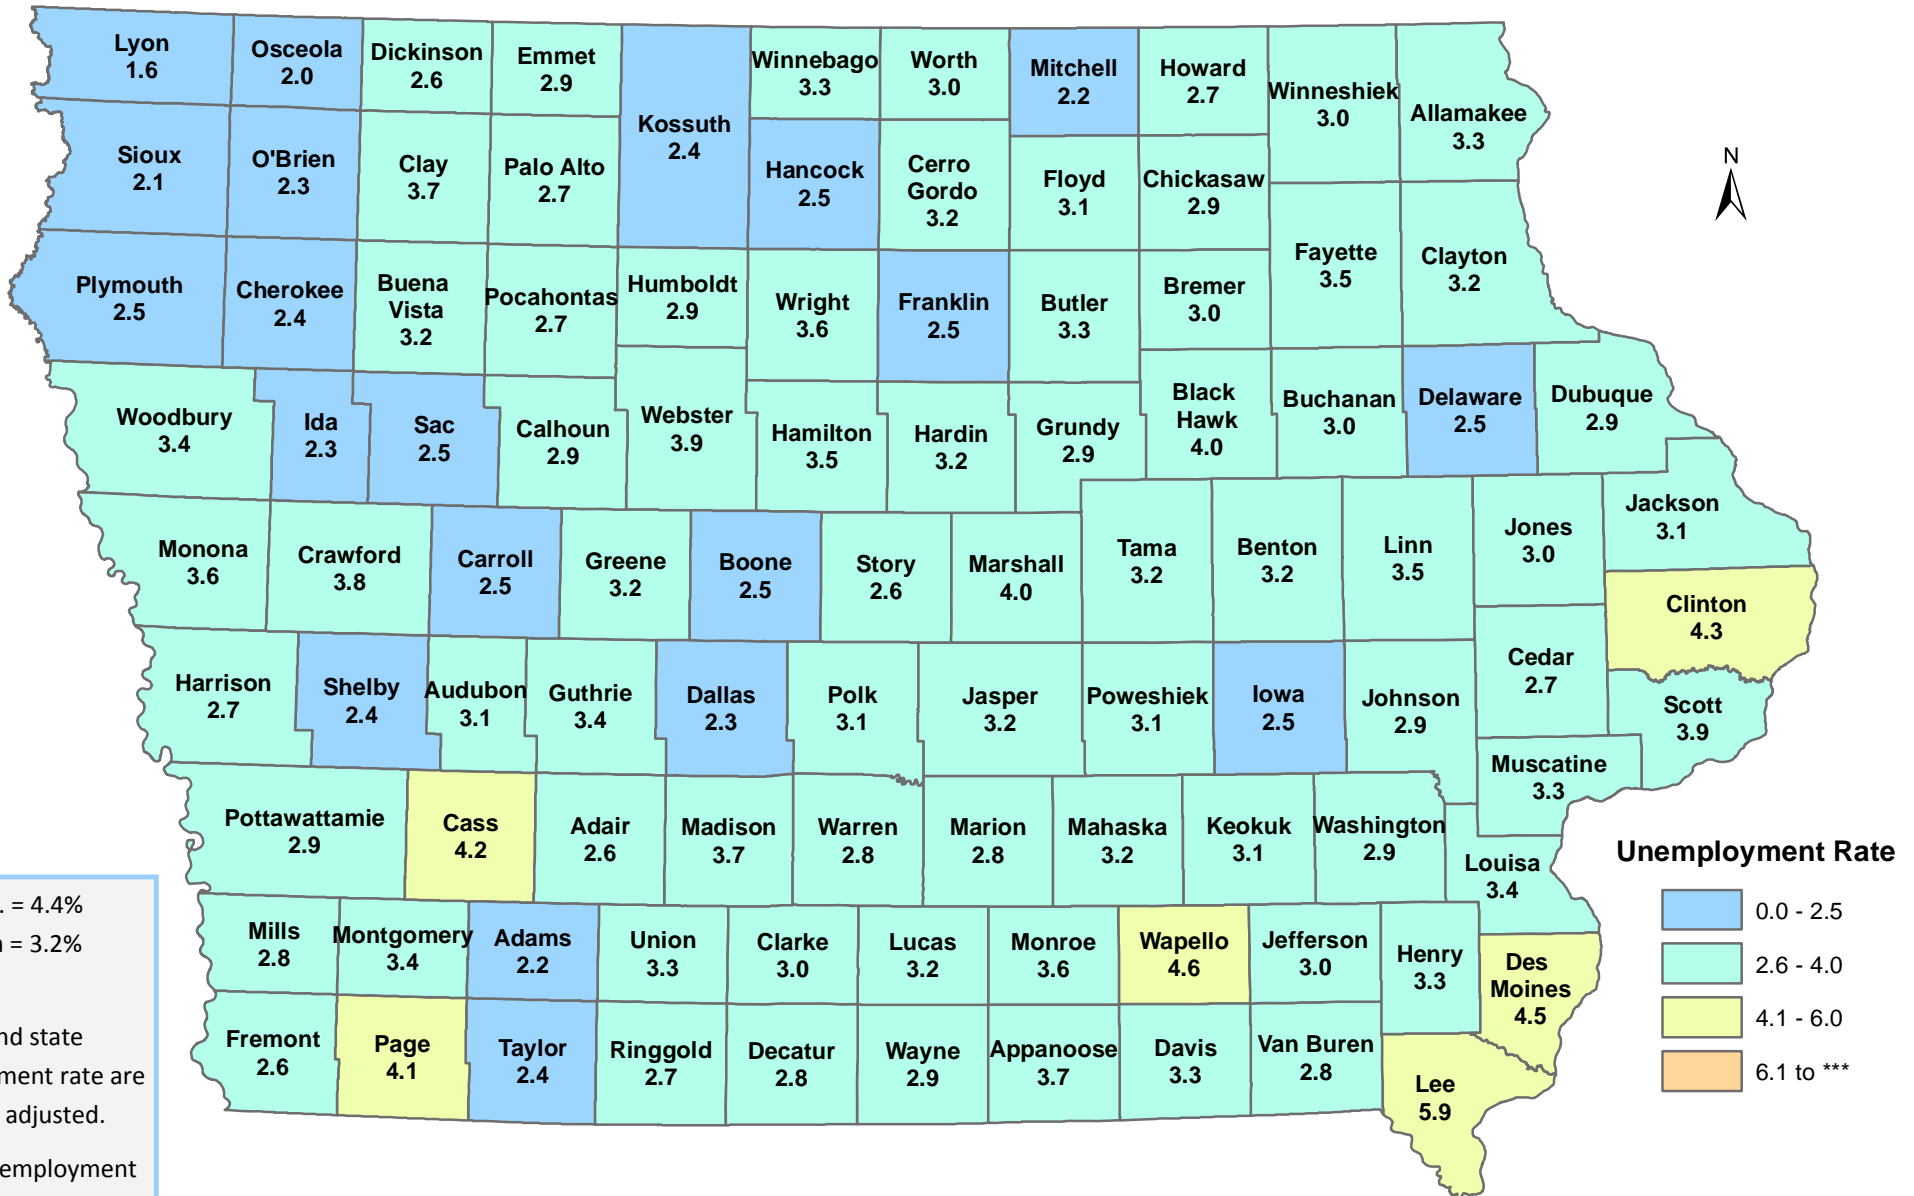 Lyon
1.6
Osceola
2.0
Dickinson
2.6
Emmet
2.9
Kossuth
2.4
Winnebago
3.3
Worth
3.0
Mitchell
2.2
Howard
2.7
Winneshiek
3.0
Allamakee
3.3
Sioux
2.1
O'Brien
2.3
Clay
3.7
Palo Alto
2.7
Hancock
2.5
Cerro
Gordo
3.2
Floyd
3.1
Chickasaw
2.9
N
Plymouth
2.5
Cherokee
2.4
Buena
Vista
3.2
Pocahontas
2.7
Humboldt
2.9
Wright
3.6
Franklin
2.5
Butler
3.3
Bremer
3.0
Fayette
3.5
Clayton
3.2
Woodbury
3.4
Ida
2.3
Sac
2.5
Calhoun
2.9
Webster
3.9
Hamilton
3.5
Hardin
3.2
Grundy
2.9
Black
Hawk
4.0
Buchanan
3.0
Delaware
2.5
Dubuque
2.9
Monona
3.6
Crawford
3.8
Carroll
2.5
Greene
3.2
Boone
2.5
Story
2.6
Marshall
4.0
Tama
3.2
Benton
3.2
Linn
3.5
Jones
3.0
Jackson
3.1
Clinton
4.3
Harrison
2.7
Shelby
2.4
Audubon
3.1
Guthrie
3.4
Dallas
2.3
Polk
3.1
Jasper
3.2
Poweshiek
3.1
Iowa
2.5
Johnson
2.9
Cedar
2.7
Scott
3.9
Muscatine
3.3
Pottawattamie
2.9
Cass
4.2
Adair
2.6
Madison
3.7
Warren
2.8
Marion
2.8
Mahaska
3.2
Keokuk
3.1
Washington
2.9
Louisa
3.4
Mills
2.8
Montgomery
3.4
Adams
2.2
Union
3.3
Clarke
3.0
Lucas
3.2
Monroe
3.6
Wapello
4.6
Jefferson
3.0
Henry
3.3
Des
Moines
4.5
Fremont
2.6
Page
4.1
Taylor
2.4
Ringgold
2.7
Decatur
2.8
Wayne
2.9
Appanoose
3.7
Davis
3.3
Van Buren
2.8
Lee
5.9
Unemployment Rate
0.0 - 2.5
2.6 - 4.0
4.1 - 6.0
6.1 to ***
. = 4.4%
= 3.2%
nd state
ment rate are
adjusted.
employment